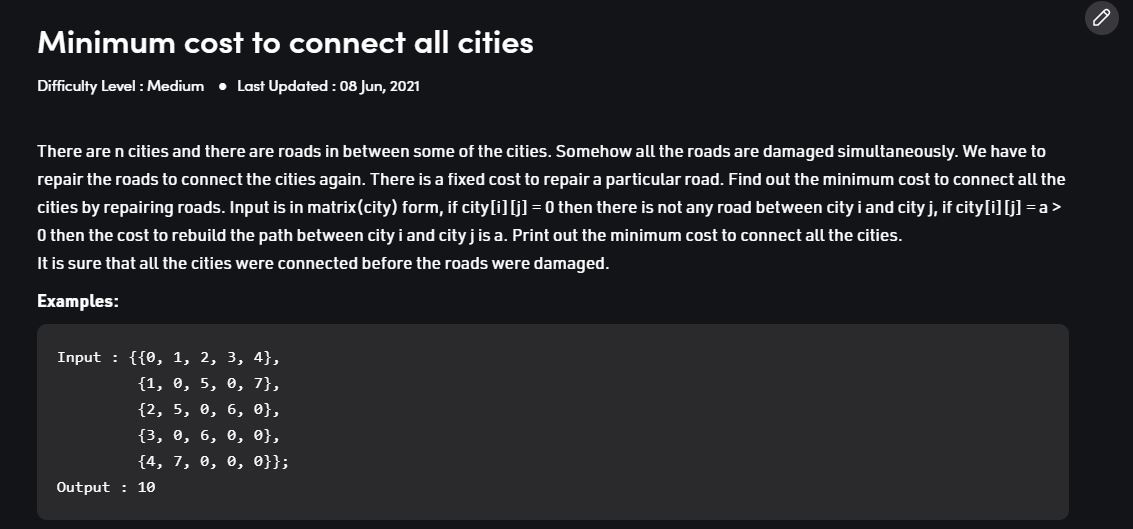 Minimum cost to connect all cities
Difficulty Level : Medium ● Last Updated : 08 Jun, 2021
There are n cities and there are roads in between some of the cities. Somehow all the roads are damaged simultaneously. We have to
repair the roads to connect the cities again. There is a fixed cost to repair a particular road. Find out the minimum cost to connect all the
cities by repairing roads. Input is in matrix(city) form, if city[i][j] = 0 then there is not any road between city i and city j, if city[i][j] = a >
0 then the cost to rebuild the path between city i and city j is a. Print out the minimum cost to connect all the cities.
It is sure that all the cities were connected before the roads were damaged.
Examples:
Input : {{0, 1, 2, 3, 4},
{1, 0, 5, 0, 7},
{2, 5, 0, 6, 0},
{3, 0, 6, 0, 0},
{4, 7, 0, 0, 0}};
Output : 10